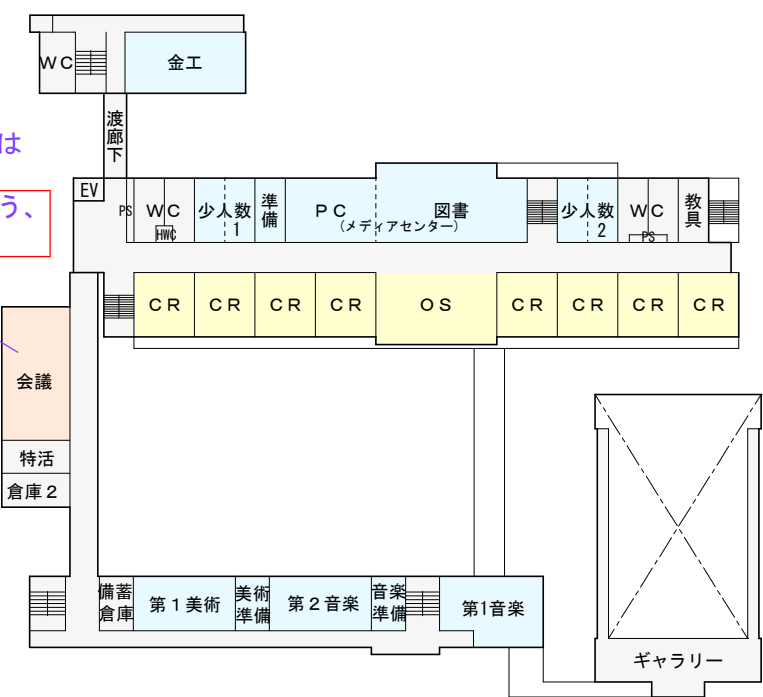 ＷＣ
金工
渡廊下
は
う、
EV
PS
ＷＣ
HWC
少人数
1
準備
ＰＣ
図書
(メディアセンター)
少人数
2
ＷＣ
PS
教具
ＣＲ
ＣＲ
ＣＲ
ＣＲ
ＯＳ
ＣＲ
ＣＲ
ＣＲ
ＣＲ
会議
特活
倉庫２
備蓄
倉庫
第１美術
美術
準備
第２音楽
音楽
準備
第1音楽
ギャラリー